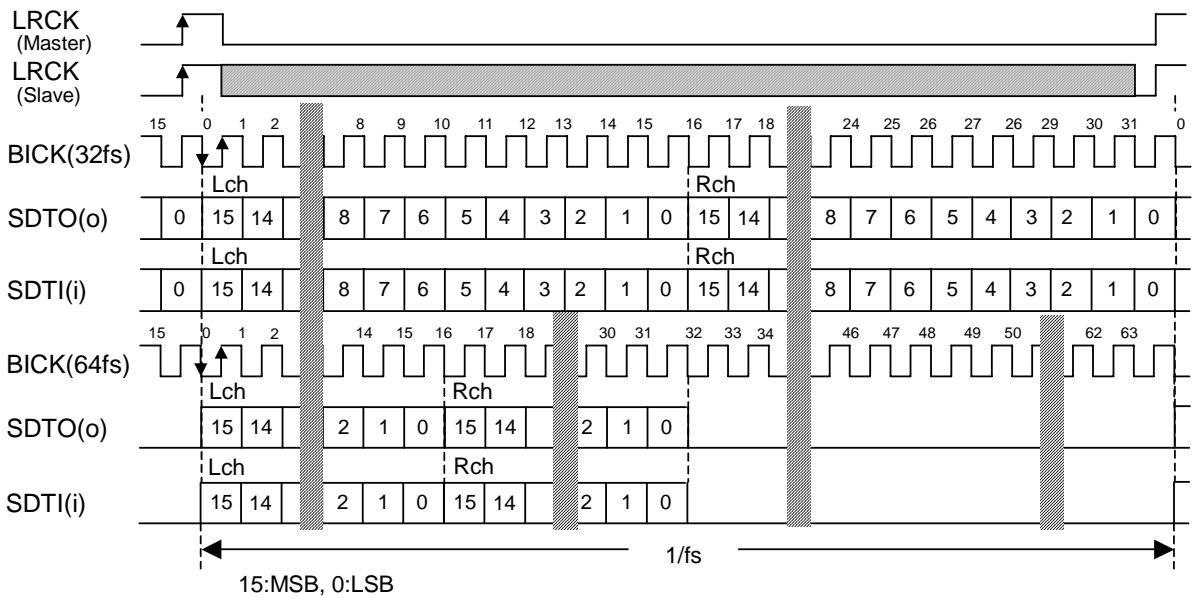 LRCK
(Master)
LRCK
(Slave)
15 0 1 2 8 9 10 11 12 13 14 15 16 17 18 24 25 26 27 26 29 30 31 0
BICK(32fs)
Lch Rch
SDTO(o) 0 15 14 8 7 6 5 4 3 2 1 0 15 14 8 7 6 5 4 3 2 1 0
Lch Rch
SDTI(i) 0 15 14 8 7 6 5 4 3 2 1 0 15 14 8 7 6 5 4 3 2 1 0
15 0 1 2 14 15 16 17 18 30 31 32 33 34 46 47 48 49 50 62 63
BICK(64fs)
Lch Rch
SDTO(o) 15 14 2 1 0 15 14 2 1 0
Lch Rch
SDTI(i) 15 14 2 1 0 15 14 2 1 0
1/fs
15:MSB, 0:LSB